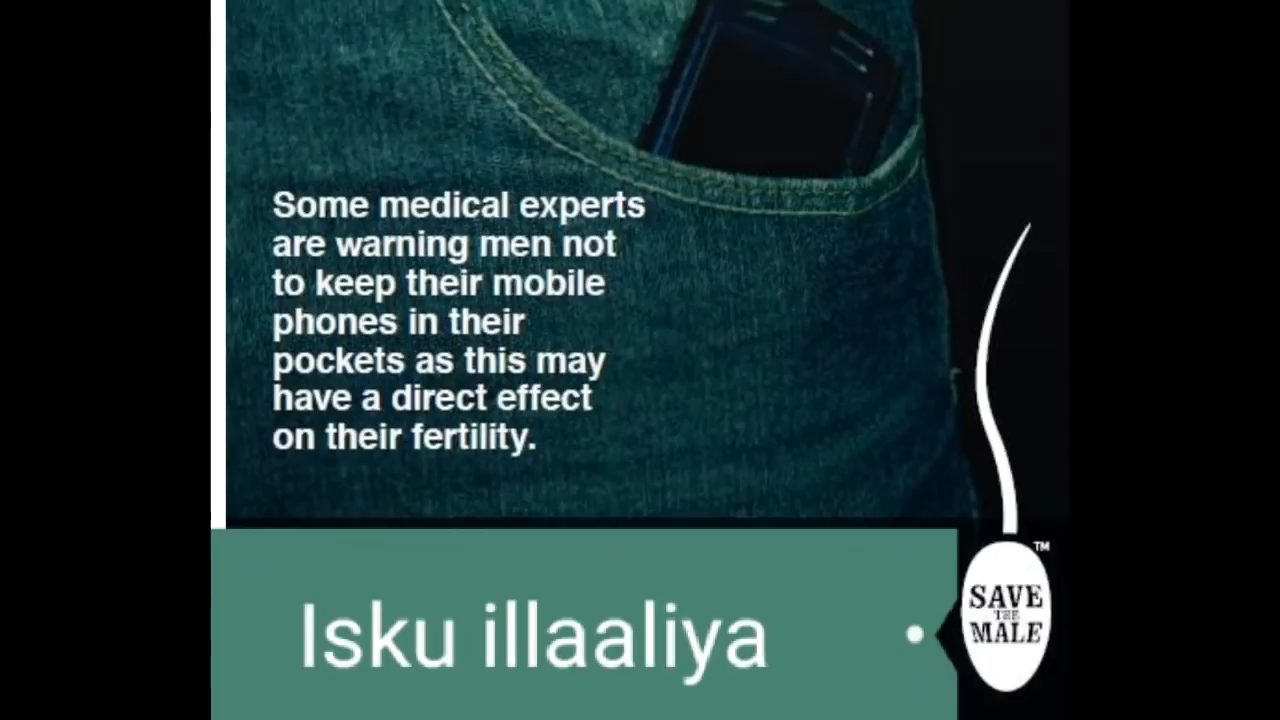 Some medical experts
are warning men not
to keep their mobile
phones in their
pockets as this may
have a direct effect
on their fertility.
TM
SAVE
THE
MALE
Isku illaaliya